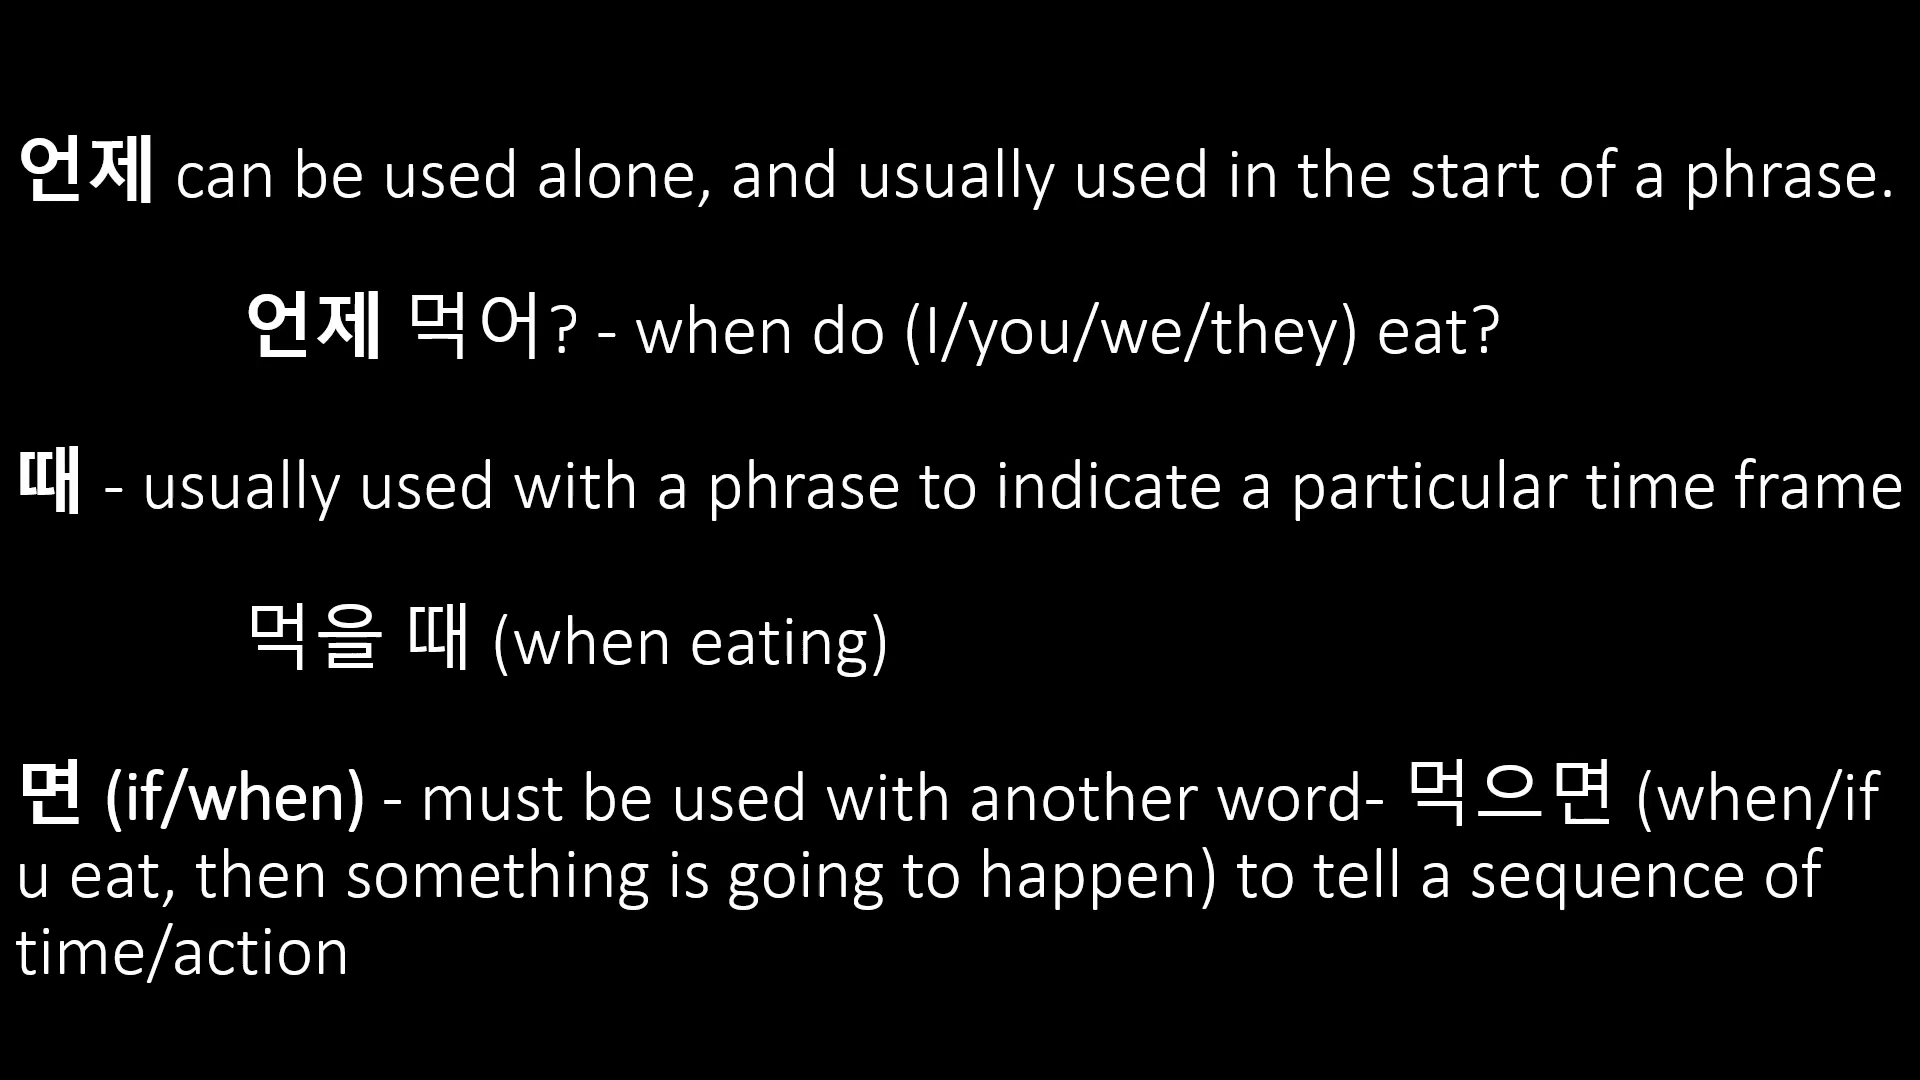 언제 can be used alone, and usually used in the start of a phrase.
언제 먹어? - when do (I/you/we/they) eat?
때 - usually used with a phrase to indicate a particular time frame
먹을 때 (when eating)
면 (if/when) - must be used with another word- 먹으면 (when/if
u eat, then something is going to happen) to tell a sequence of
time/action